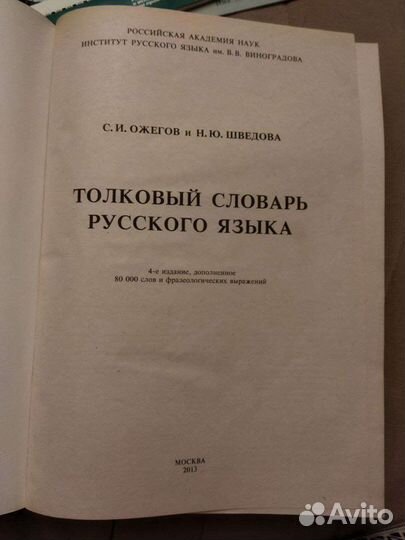 РОССИЙСКАЯ АКАДЕМИЯ НАУК
ИНСТИТУТ РУССКОГО ЯЗЫКА им. В. В. ВИНОГРАДОВА
С. И. ОЖЕГОВ и Н. Ю. ШВЕДОВА
ТОЛКОВЫЙ СЛОВАРЬ
РУССКОГО ЯЗЫКА
4-е издание, дополненное
80 000 слов и фразеологических выражений
МОСКВА
2013
Avito